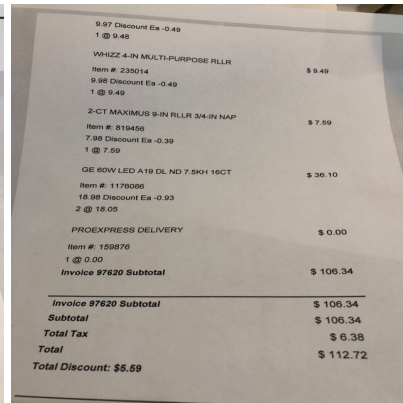 9.97 Discount Ea -0.49
1 @ 9.48
WHIZZ 4-IN MULTI-PURPOSE RLLR
Item #: 235014 $ 9.49
9.98 Discount Ea -0.49
1 @ 9.49
2-CT MAXIMUS 9-IN RLLR 3/4-IN NAP
Item #: 819456 $ 7.59
7.98 Discount Ea -0.39
1 @ 7.59
GE 60W LED A19 DL ND 7.5KH 16CT $ 36.10
Item #: 1176086
18.98 Discount Ea -0.93
2 @ 18.05
PROEXPRESS DELIVERY $ 0.00
Item #: 159876
1 @ 0.00
Invoice 97620 Subtotal $ 106.34
Invoice 97620 Subtotal $ 106.34
Subtotal $ 106.34
Total Tax $ 6.38
Total $ 112.72
Total Discount: $5.59